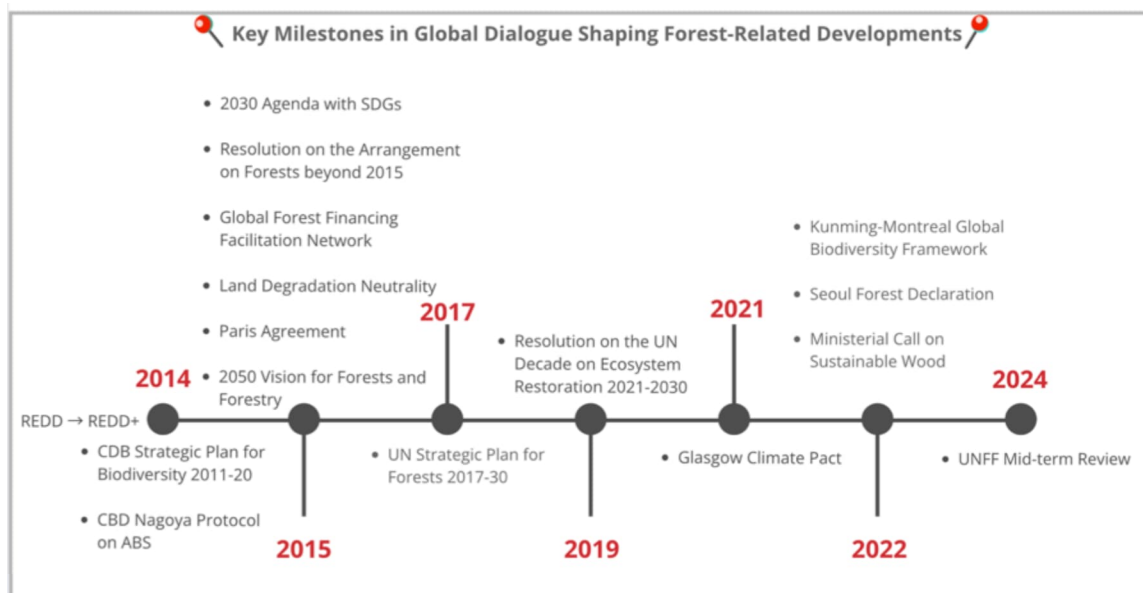 Key Milestones in Global Dialogue Shaping Forest-Related Developments
• 2030 Agenda with SDGs
• Resolution on the Arrangement
on Forests beyond 2015
• Global Forest Financing
Facilitation Network
• Land Degradation Neutrality
• Paris Agreement
• 2050 Vision for Forests and
Forestry
2017
• Resolution on the UN
Decade on Ecosystem
Restoration 2021-2030
2021
• Kunming-Montreal Global
Biodiversity Framework
• Seoul Forest Declaration
• Ministerial Call on
Sustainable Wood
2014
2024
REDD → REDD+
• CDB Strategic Plan for
Biodiversity 2011-20
• CBD Nagoya Protocol
on ABS
2015
• UN Strategic Plan for
Forests 2017-30
2019
• Glasgow Climate Pact
2022
• UNFF Mid-term Review